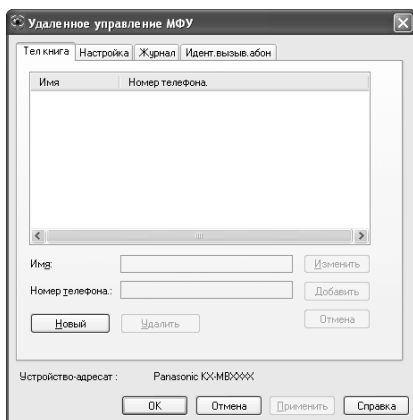 Удаленное управление МФУ
Тел книга Настройка Журнал Идент.вызыв.абон
Имя Номер телефона.
Имя: Изменить
Номер телефона.: Добавить
Новый Удалить Отмена
Устройство-адресат : Panasonic KX-MBXXXX
OK Отмена Применить Справка